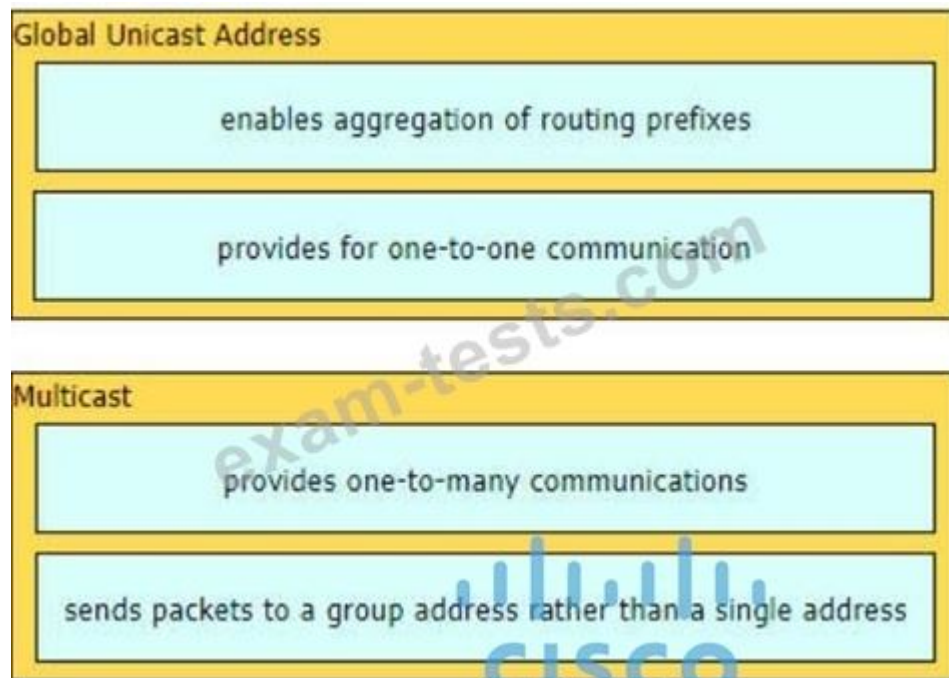 Global Unicast Address
enables aggregation of routing prefixes
provides for one-to-one communication
exam-tests.com
Multicast
provides one-to-many communications
sends packets to a group address rather than a single address
CISCO